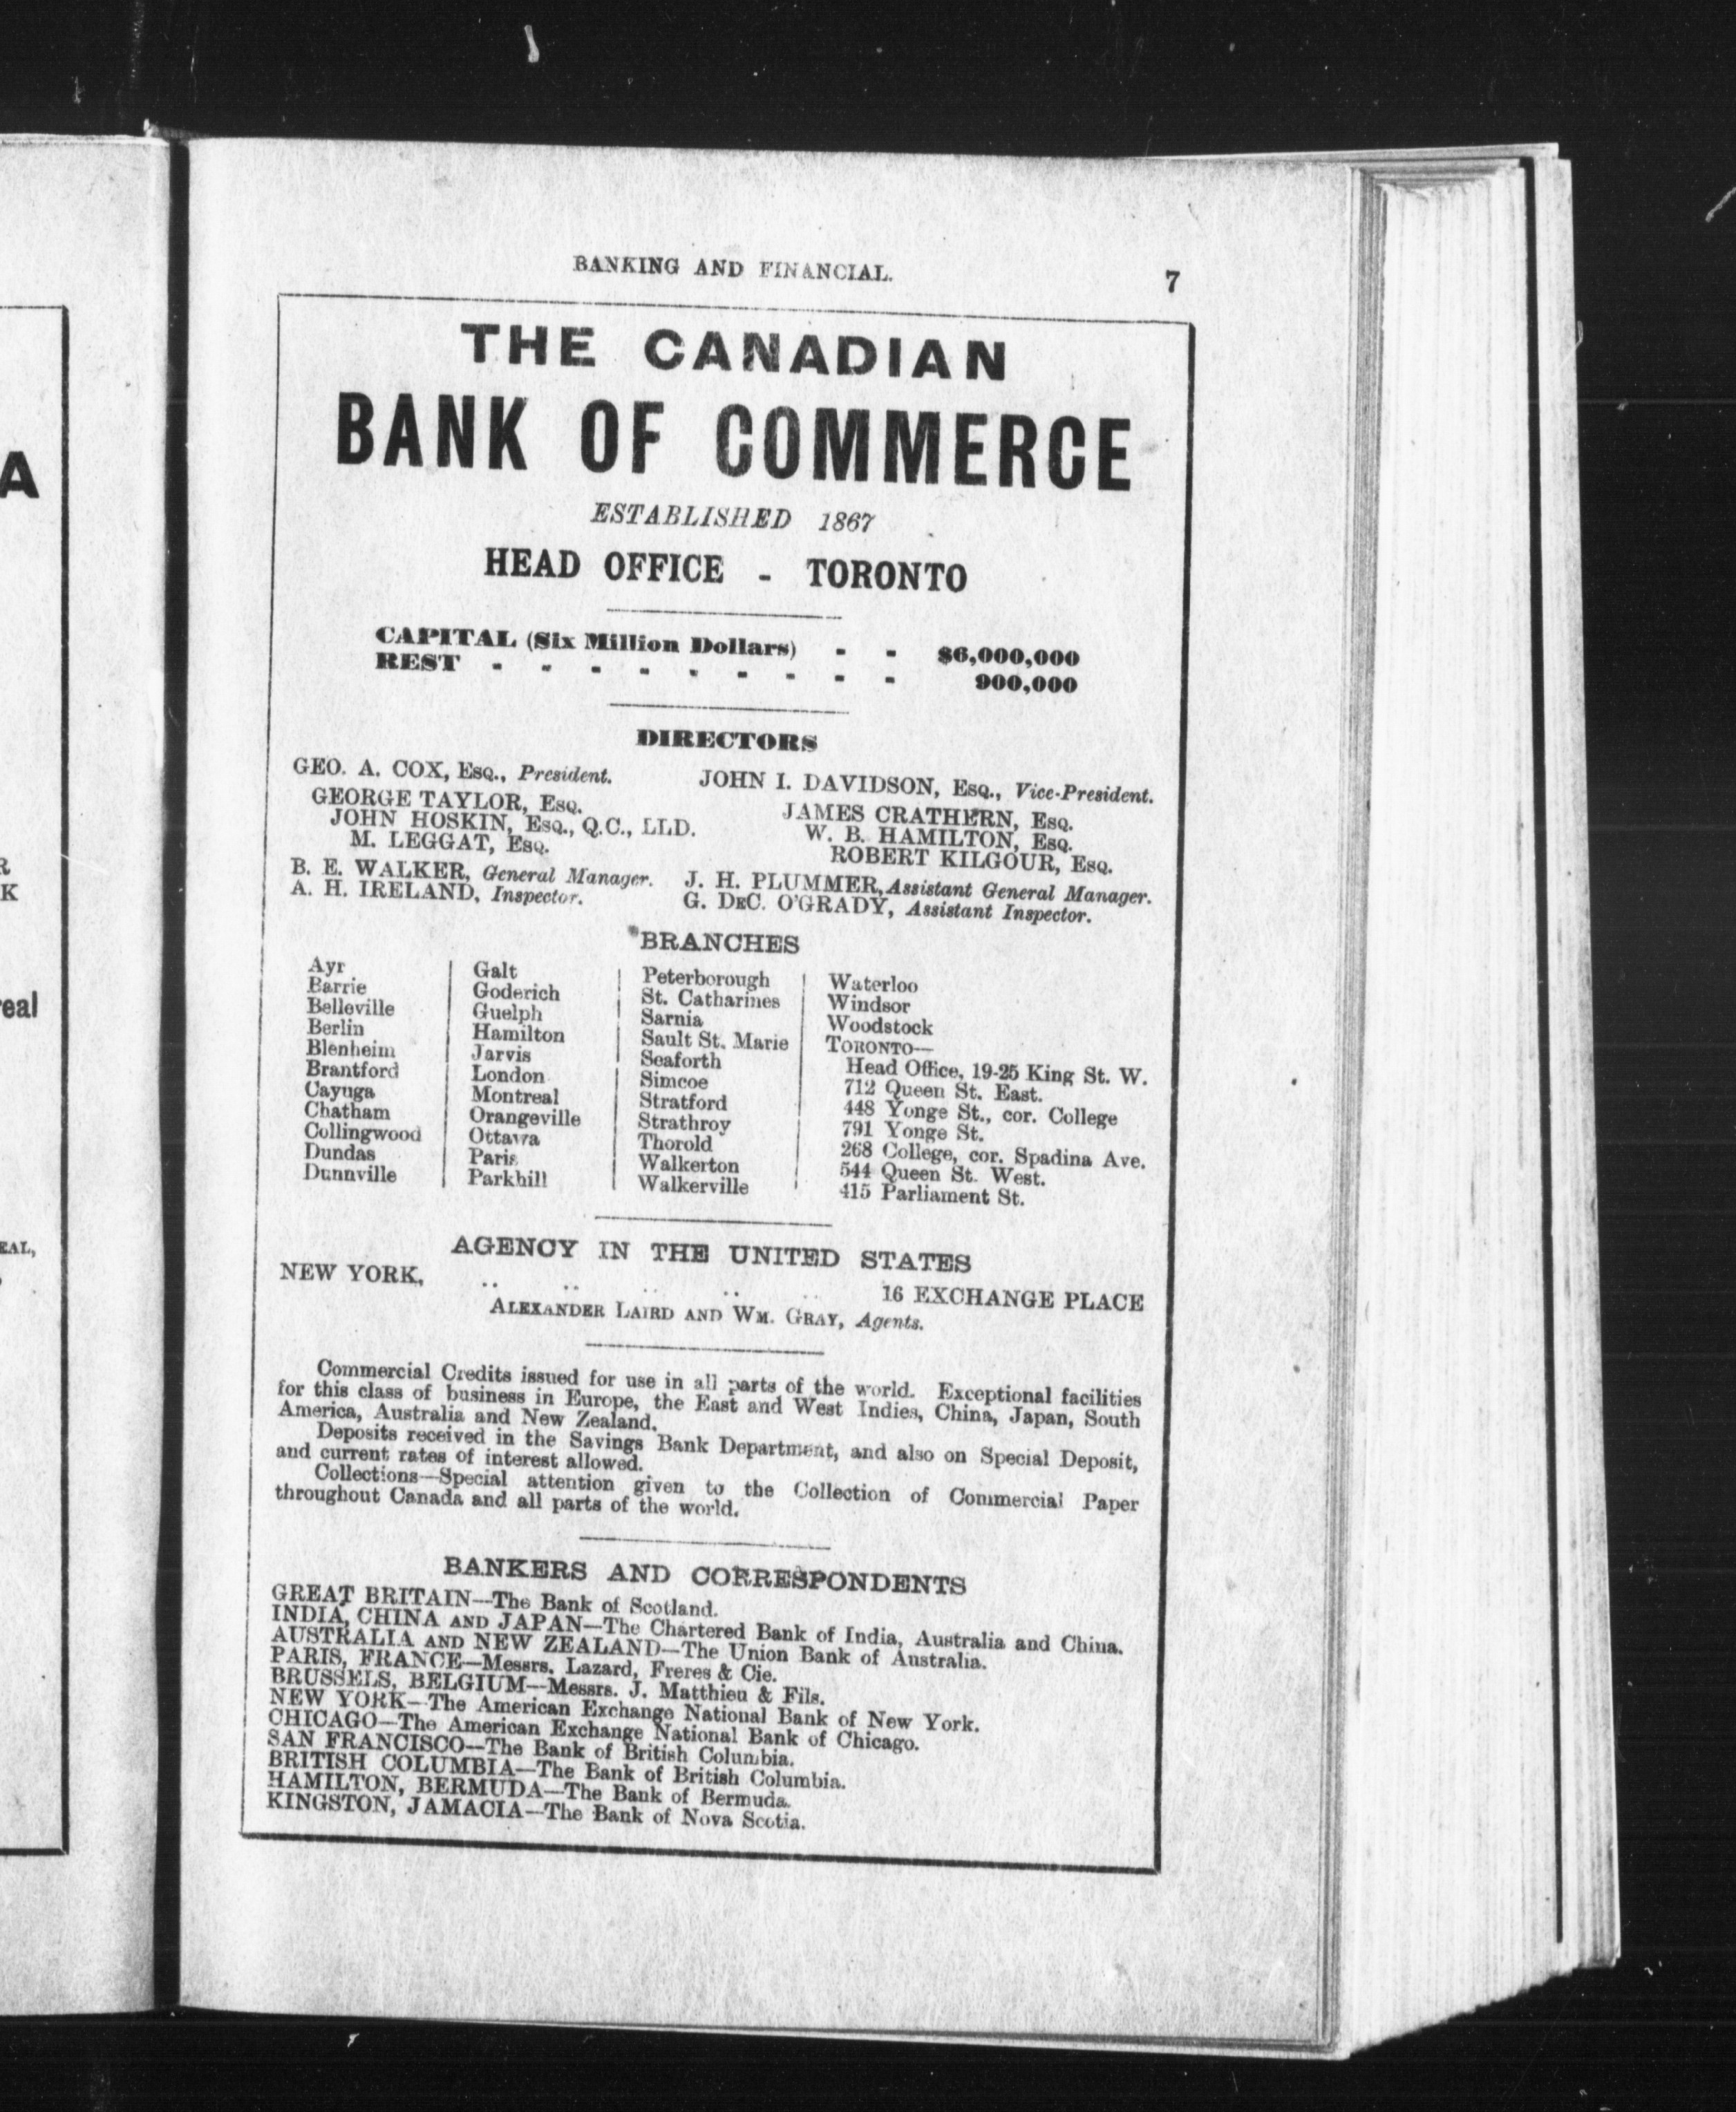 BANKING AND FINANCIAL. 7
THE CANADIAN
BANK OF COMMERCE
ESTABLISHED 1867
HEAD OFFICE - TORONTO
CAPITAL (Six Million Dollars) - - $6,000,000
REST - - - - - - - - - 900,000
DIRECTORS
GEO. A. COX, Esq., President. JOHN I. DAVIDSON, Esq., Vice-President.
GEORGE TAYLOR, Esq. JAMES CRATHERN, Esq.
JOHN HOSKIN, Esq., Q.C., LLD. W. B. HAMILTON, Esq.
M. LEGGAT, Esq. ROBERT KILGOUR, Esq.
B. E. WALKER, General Manager. J. H. PLUMMER, Assistant General Manager.
A. H. IRELAND, Inspector. G. DeC. O'GRADY, Assistant Inspector.
BRANCHES
Ayr
Barrie
Belleville
Berlin
Blenheim
Brantford
Cayuga
Chatham
Collingwood
Dundas
Dunnville
Galt
Goderich
Guelph
Hamilton
Jarvis
London
Montreal
Orangeville
Ottawa
Paris
Parkhill
Peterborough
St. Catharines
Sarnia
Sault St. Marie
Seaforth
Simcoe
Stratford
Strathroy
Thorold
Walkerton
Walkerville
Waterloo
Windsor
Woodstock
Toronto—
Head Office, 19-25 King St. W.
712 Queen St. East.
448 Yonge St., cor. College
791 Yonge St.
268 College, cor. Spadina Ave.
544 Queen St. West.
415 Parliament St.
AGENCY IN THE UNITED STATES
NEW YORK, .. .. .. .. .. 16 EXCHANGE PLACE
Alexander Laird and Wm. Gray, Agents.
Commercial Credits issued for use in all parts of the world. Exceptional facilities
for this class of business in Europe, the East and West Indies, China, Japan, South
America, Australia and New Zealand.
Deposits received in the Savings Bank Department, and also on Special Deposit,
and current rates of interest allowed.
Collections—Special attention given to the Collection of Commercial Paper
throughout Canada and all parts of the world.
BANKERS AND CORRESPONDENTS
GREAT BRITAIN—The Bank of Scotland.
INDIA, CHINA AND JAPAN—The Chartered Bank of India, Australia and China.
AUSTRALIA AND NEW ZEALAND—The Union Bank of Australia.
PARIS, FRANCE—Messrs. Lazard, Freres & Cie.
BRUSSELS, BELGIUM—Messrs. J. Matthieu & Fils.
NEW YORK—The American Exchange National Bank of New York.
CHICAGO—The American Exchange National Bank of Chicago.
SAN FRANCISCO—The Bank of British Columbia.
BRITISH COLUMBIA—The Bank of British Columbia.
HAMILTON, BERMUDA—The Bank of Bermuda.
KINGSTON, JAMACIA—The Bank of Nova Scotia.